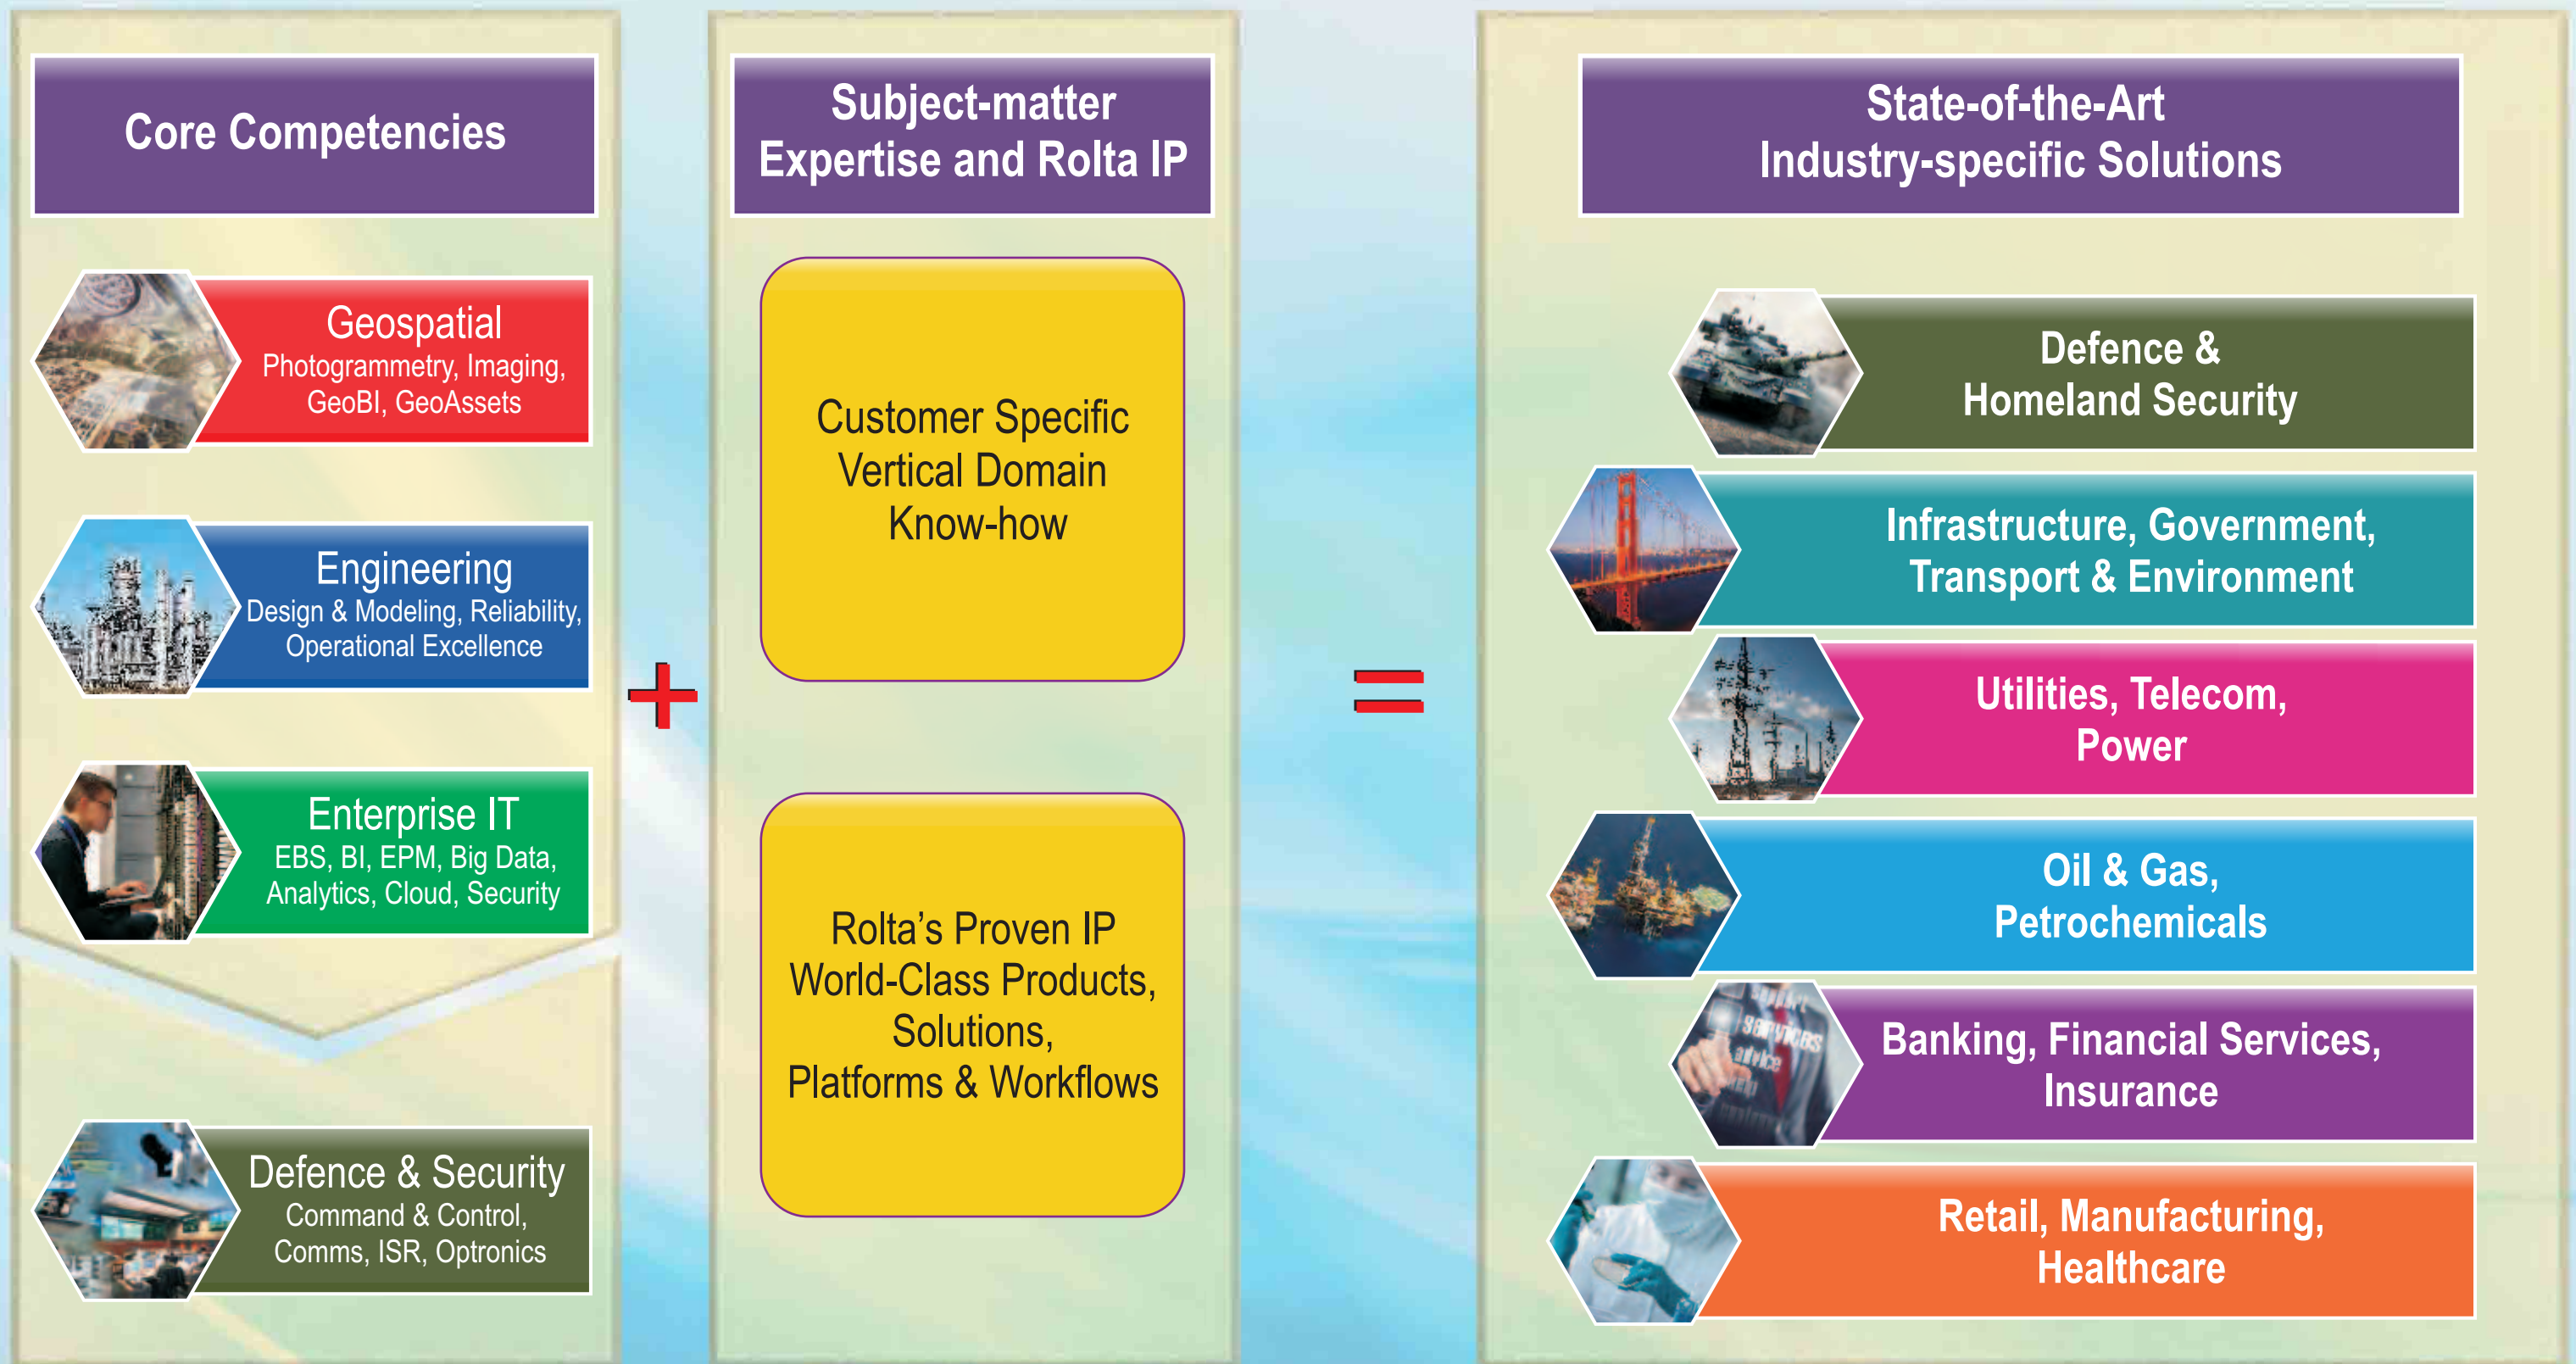 Core Competencies
Geospatial
Photogrammetry, Imaging,
GeoBI, GeoAssets
Engineering
Design & Modeling, Reliability,
Operational Excellence
Enterprise IT
EBS, BI, EPM, Big Data,
Analytics, Cloud, Security
Defence & Security
Command & Control,
Comms, ISR, Optronics
+
Subject-matter
Expertise and Rolta IP
Customer Specific
Vertical Domain
Know-how
Rolta’s Proven IP
World-Class Products,
Solutions,
Platforms & Workflows
=
State-of-the-Art
Industry-specific Solutions
Defence &
Homeland Security
Infrastructure, Government,
Transport & Environment
Utilities, Telecom,
Power
Oil & Gas,
Petrochemicals
support
services
advice
Banking, Financial Services,
Insurance
Retail, Manufacturing,
Healthcare